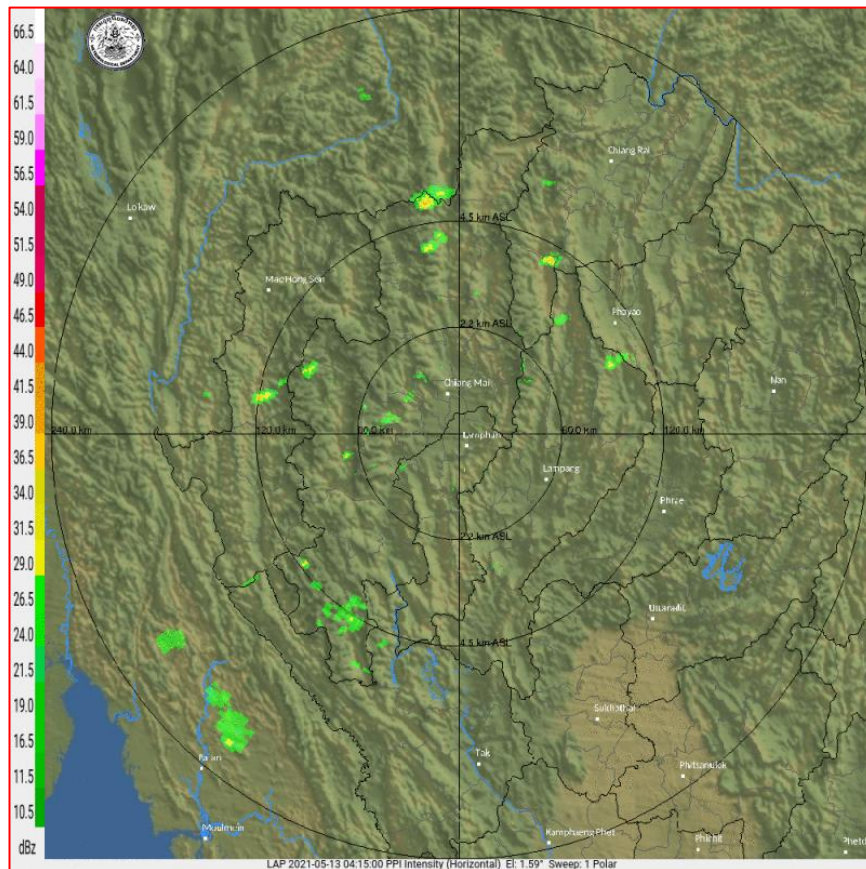 66.5
64.0
61.5
59.0
56.5
54.0
51.5
49.0
46.5
44.0
41.5
39.0
36.5
34.0
31.5
29.0
26.5
24.0
21.5
19.0
16.5
11.5
10.5
dBz
Chiang Rai
Loikaw
4.5 km ASL
Mae Hong Son
Phayao
2.2 km ASL
Chiang Mai
Nan
240.0 km
120.0 km
60.0 km
60.0 km
120.0 km
Lamphun
Lampang
Phrae
2.2 km ASL
Uttaradit
4.5 km ASL
Sukhothai
Tak
Phitsanulok
Pa-an
Moulmein
Kamphaeng Phet
Phichit
LAP 2021-05-13 04:15:00 PPI Intensity (Horizontal) El: 1.59° Sweep: 1 Polar